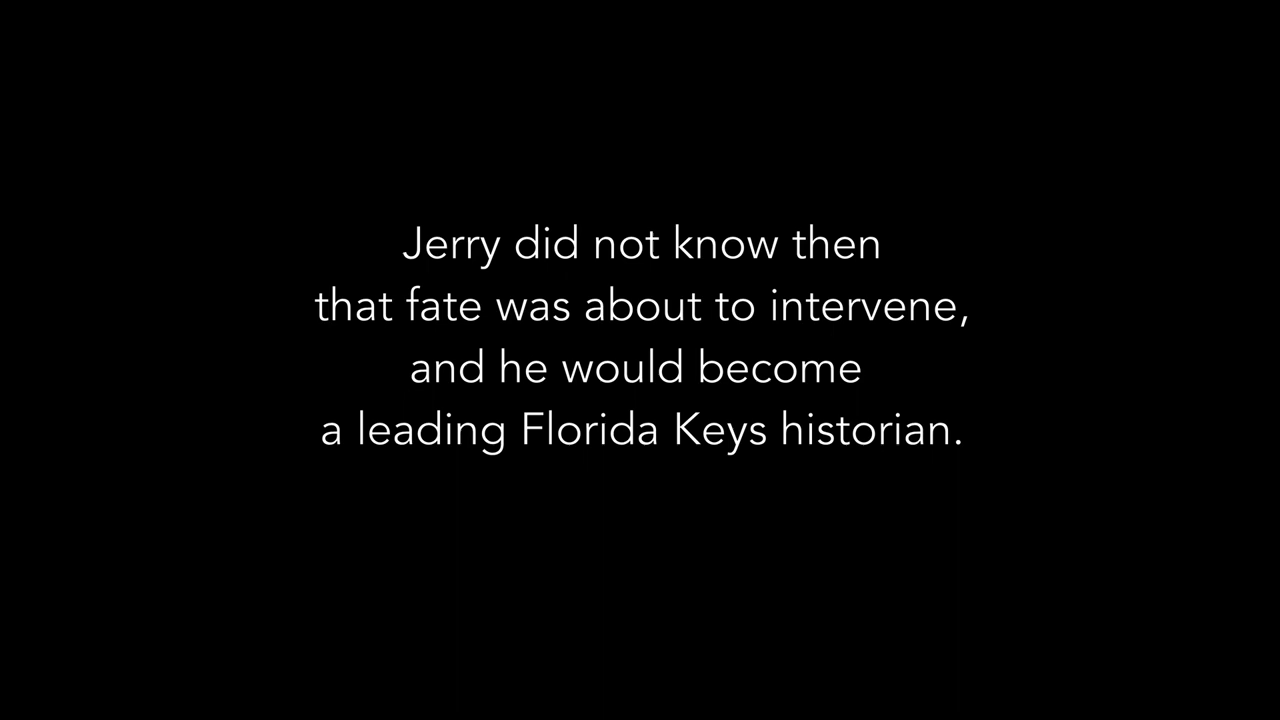 Jerry did not know then
that fate was about to intervene,
and he would become
a leading Florida Keys historian.